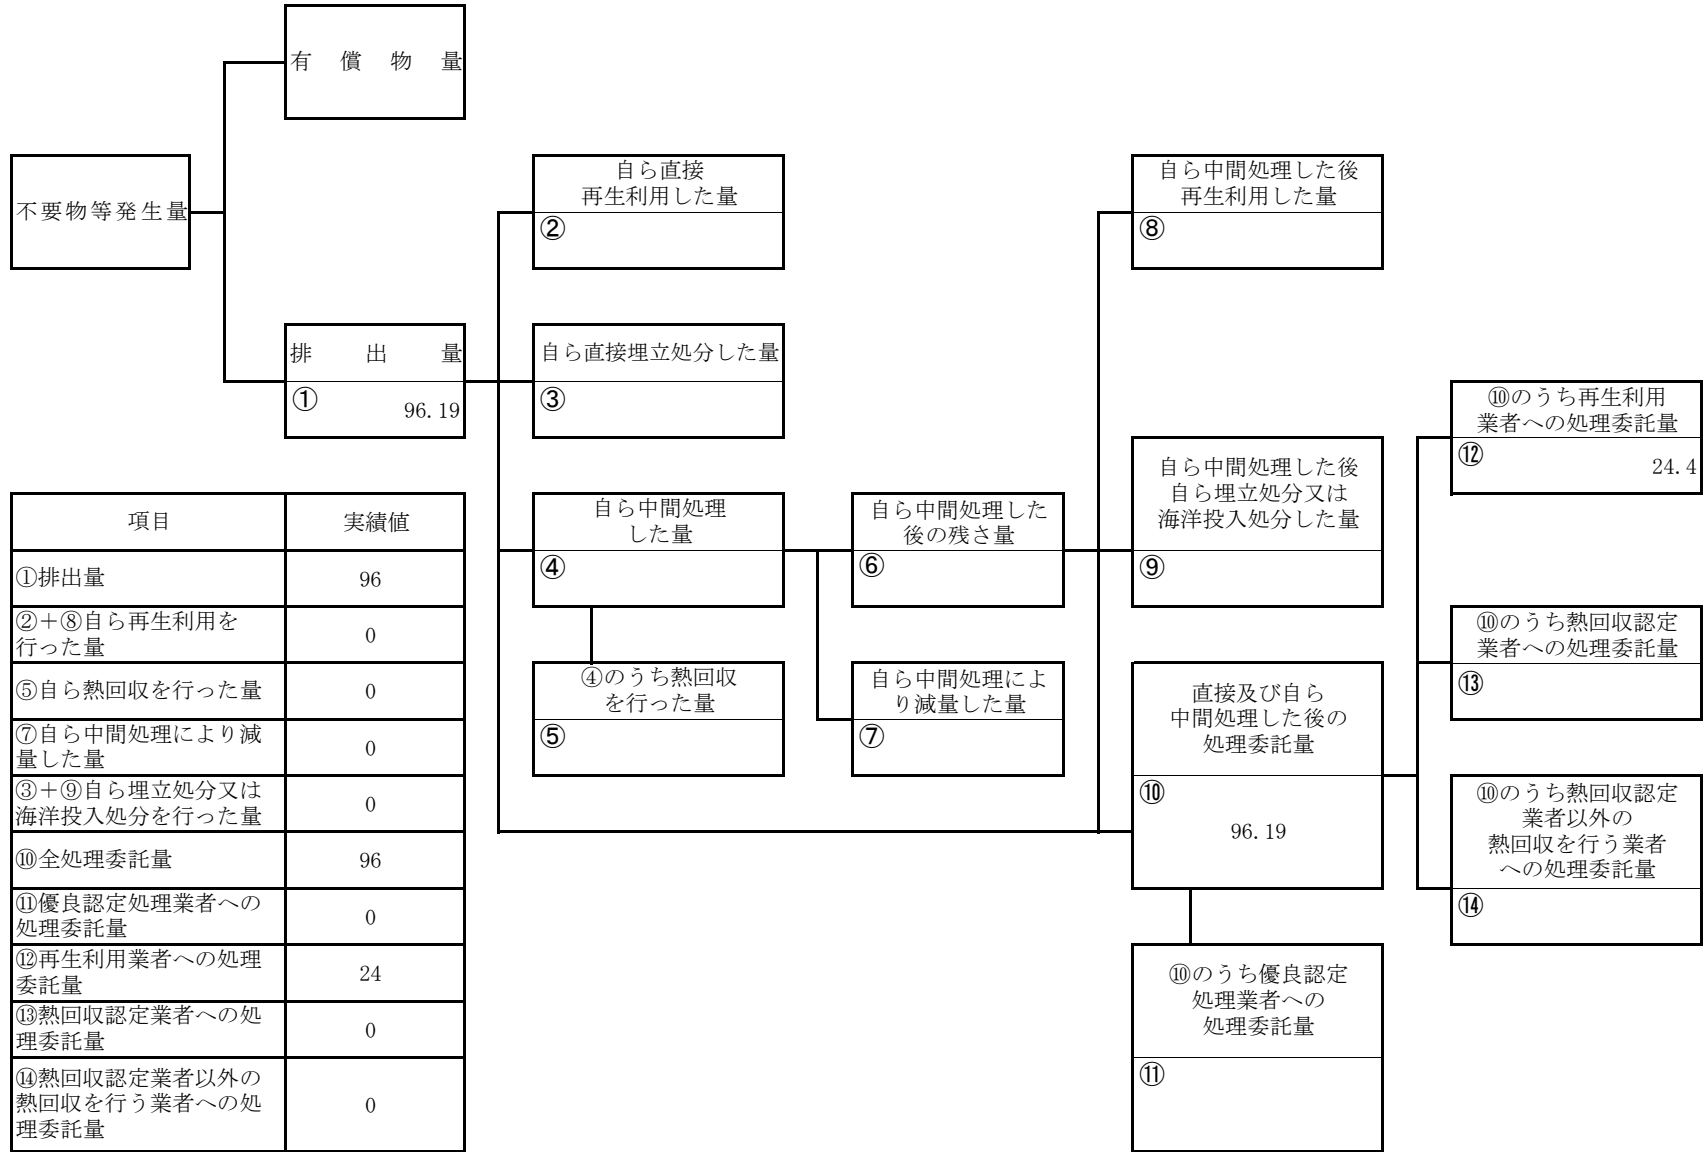 有償物量
不要物等発生量
自ら直接
再生利用した量
②
自ら中間処理した後
再生利用した量
⑧
排出量
①
96.19
自ら直接埋立処分した量
③
⑩のうち再生利用
業者への処理委託量
⑫
24.4
自ら中間処理
した量
④
自ら中間処理した
後の残さ量
⑥
自ら中間処理した後
自ら埋立処分又は
海洋投入処分した量
⑨
⑩のうち熱回収認定
業者への処理委託量
⑬
④のうち熱回収
を行った量
⑤
自ら中間処理によ
り減量した量
⑦
直接及び自ら
中間処理した後の
処理委託量
⑩
96.19
⑩のうち熱回収認定
業者以外の
熱回収を行う業者
への処理委託量
⑭
⑩のうち優良認定
処理業者への
処理委託量
⑪
項目 実績値
①排出量 96
②＋⑧自ら再生利用を
行った量 0
⑤自ら熱回収を行った量 0
⑦自ら中間処理により減
量した量 0
③＋⑨自ら埋立処分又は
海洋投入処分を行った量 0
⑩全処理委託量 96
⑪優良認定処理業者への
処理委託量 0
⑫再生利用業者への処理
委託量 24
⑬熱回収認定業者への処
理委託量 0
⑭熱回収認定業者以外の
熱回収を行う業者への処 0
理委託量